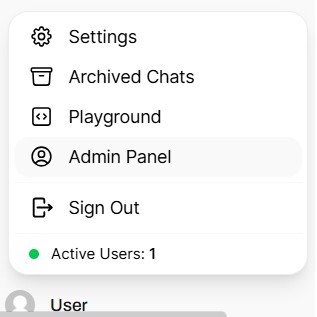 Settings
Archived Chats
Playground
Admin Panel
Sign Out
Active Users: 1
User